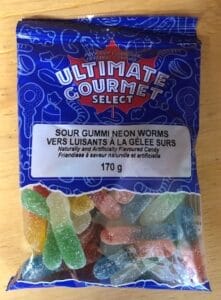 ULTIMATE
GOURMET
SELECT
SOUR GUMMI NEON WORMS
VERS LUISANTS À LA GELÉE SURS
Naturally and Artificially Flavoured Candy
Friandises à saveur naturelle et artificielle
170 g